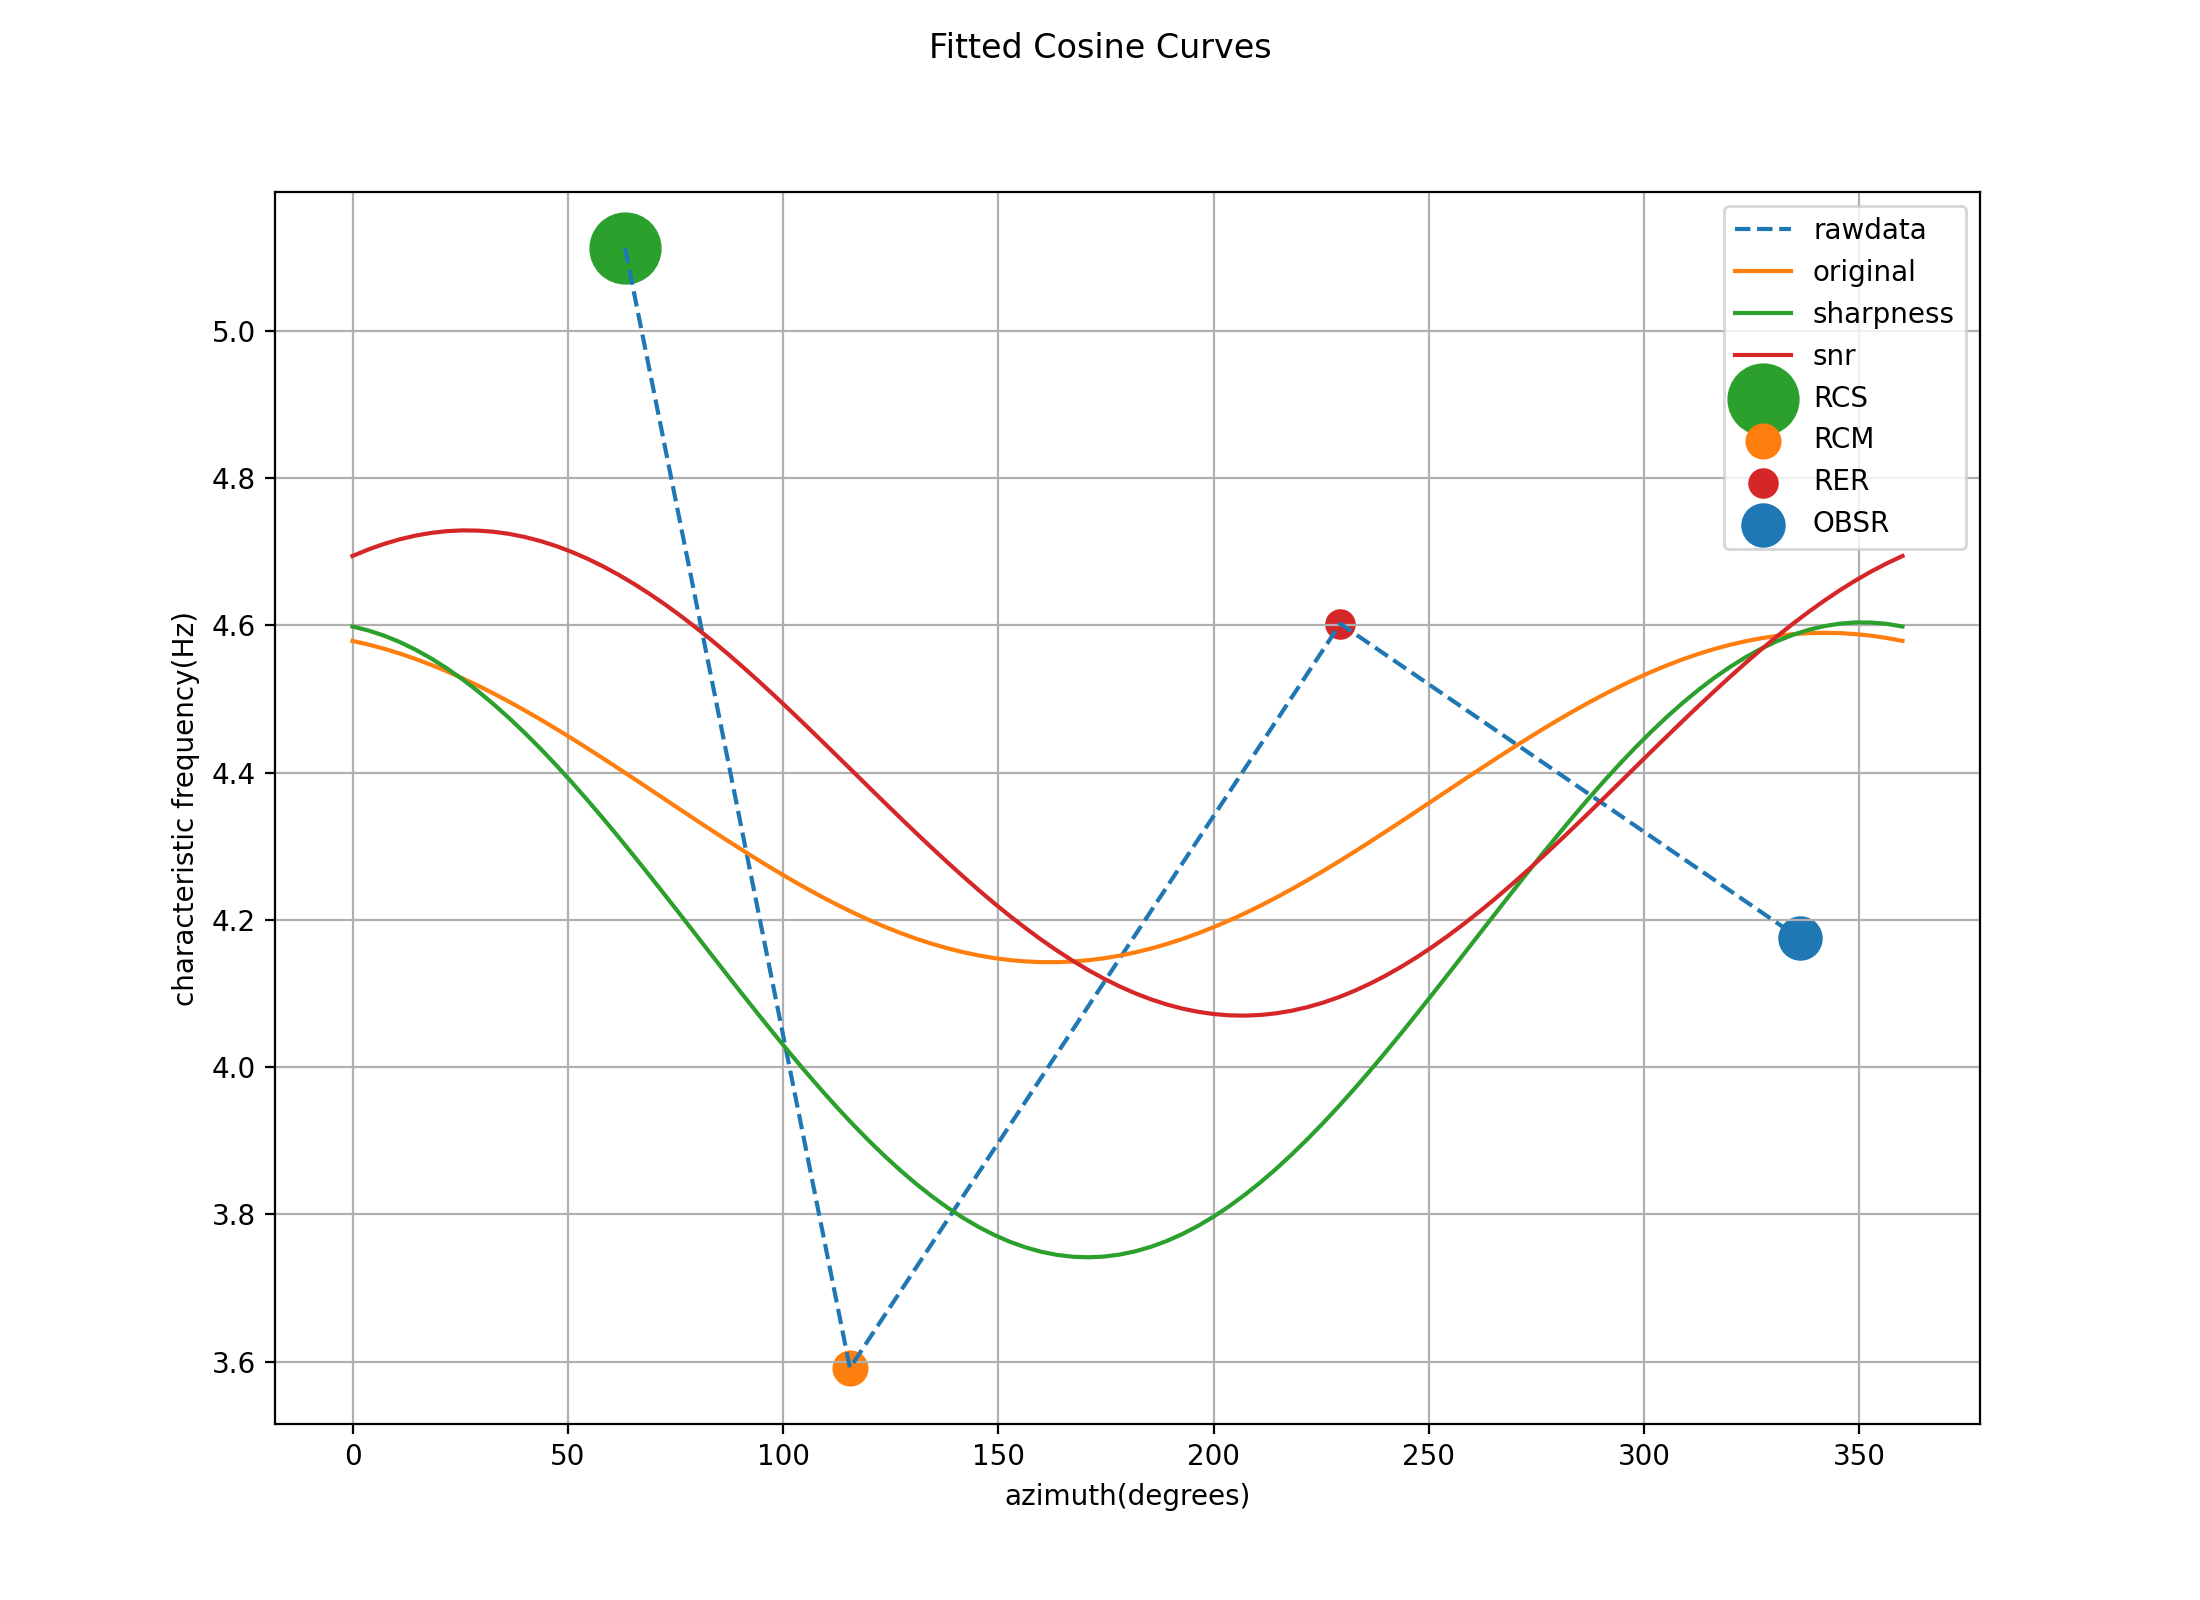 Fitted Cosine Curves
rawdata
original
sharpness
snr
RCS
RCM
RER
OBSR
characteristic frequency(Hz)
5.0
4.8
4.6
4.4
4.2
4.0
3.8
3.6
0 50 100 150 200 250 300 350
azimuth(degrees)